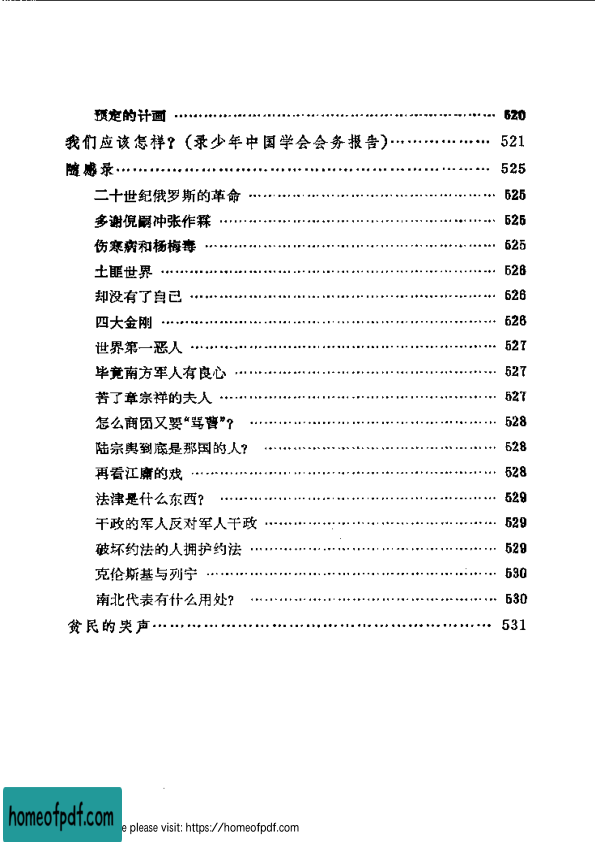 预定的计画 …………………………………………… 520
我们应该怎样?(录少年中国学会会务报告)…………… 521
随感录…………………………………………… 525
二十世纪俄罗斯的革命 …………………………………… 525
多谢倪嗣冲张作霖 …………………………………… 525
伤寒病和杨梅毒 …………………………………… 525
土匪世界 …………………………………… 526
却没有了自己 …………………………………… 526
四大金刚 …………………………………… 526
世界第一恶人 …………………………………… 527
毕竟南方军人有良心 …………………………………… 527
苦了章宗祥的夫人 …………………………………… 527
怎么商团又要“骂曹”? …………………………………… 528
陆宗舆到底是那国的人? …………………………………… 528
再看江庸的戏 …………………………………… 528
法律是什么东西? …………………………………… 529
干政的军人反对军人干政 …………………………………… 529
破坏约法的人拥护约法 …………………………………… 529
克伦斯基与列宁 …………………………………… 530
南北代表有什么用处? …………………………………… 530
贫民的哭声…………………………………………… 531
homeofpdf.com
e please visit: https://homeofpdf.com